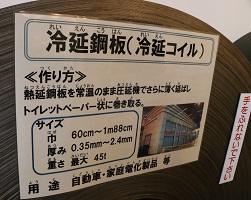 冷延鋼板(冷延コイル)
≪作り方≫
熱延鋼板を常温のまま圧延機でさらに薄く延ばし
トイレットペーパー状に巻き取る。
サイズ
巾 60cm~1m88cm
厚み 0.35mm~2.4mm
重さ 最大 45t
用途 自動車・家庭電化製品 等
手をふれないで下さい